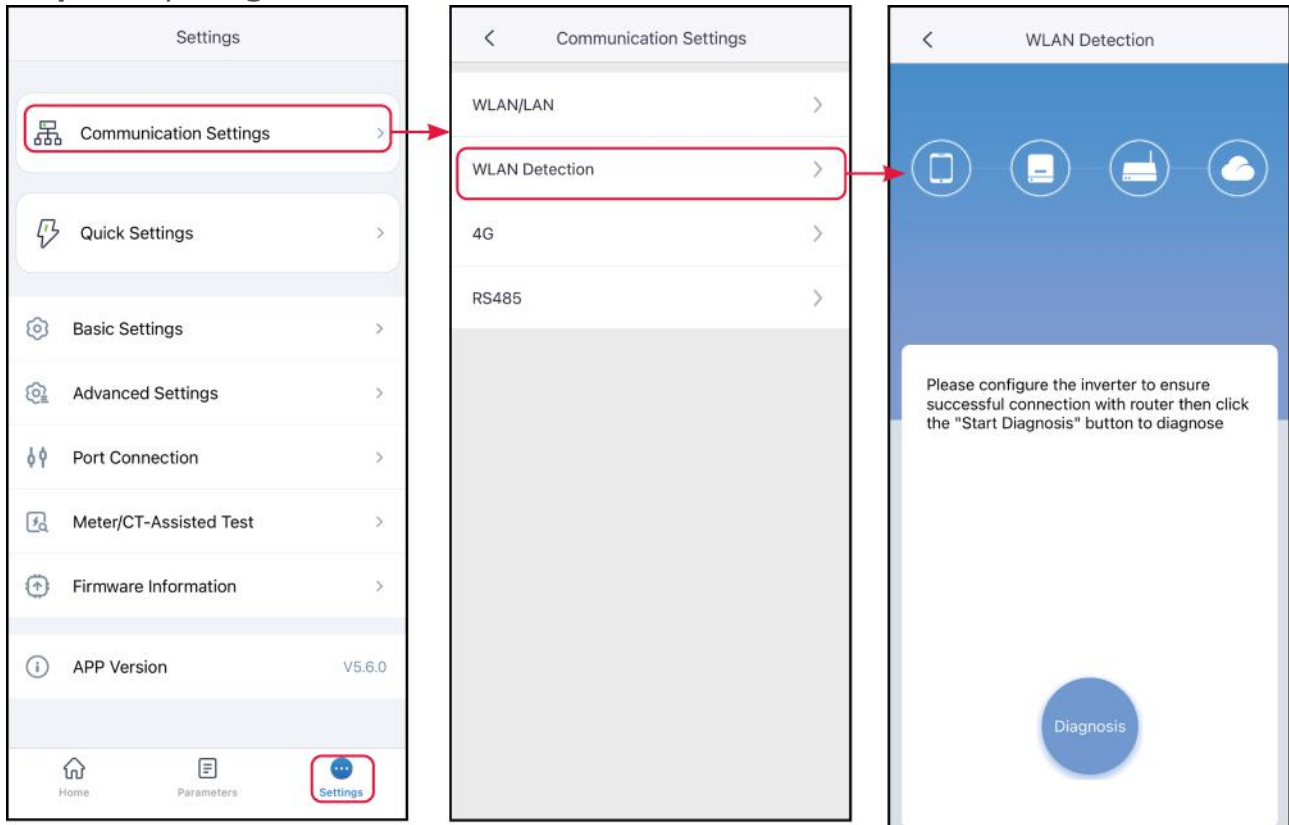 Settings
Communication Settings
Quick Settings
Basic Settings
Advanced Settings
Port Connection
Meter/CT-Assisted Test
Firmware Information
APP Version V5.6.0
Home Parameters Settings
Communication Settings
WLAN/LAN
WLAN Detection
4G
RS485
WLAN Detection
Please configure the inverter to ensure
successful connection with router then click
the "Start Diagnosis" button to diagnose
Diagnosis